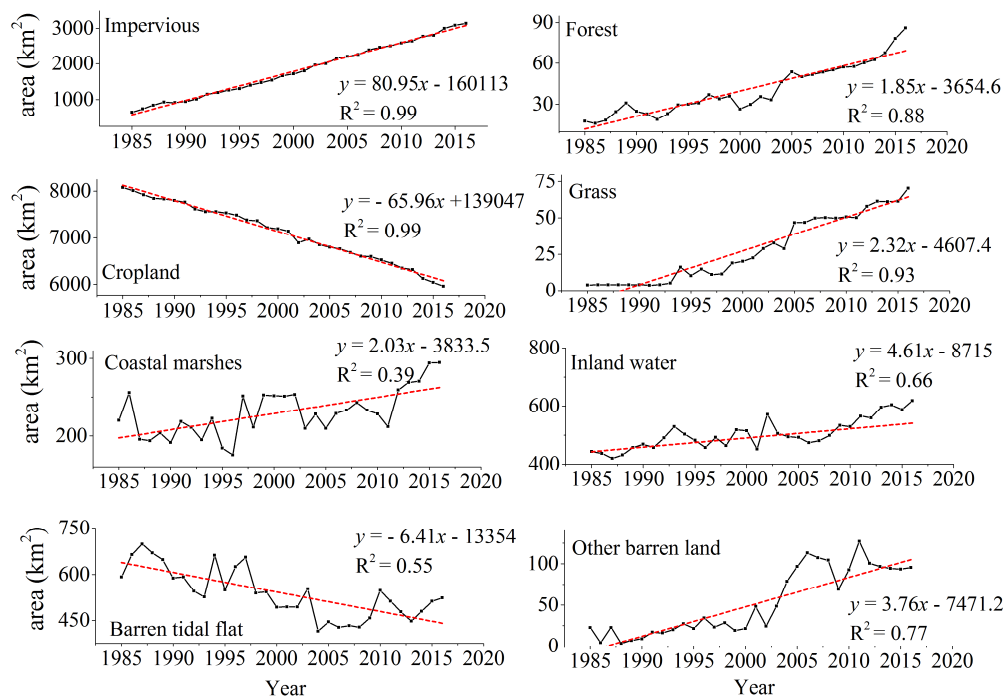 area (km²)
3000
2000
1000
Impervious
y = 80.95x - 160113
R² = 0.99
1985 1990 1995 2000 2005 2010 2015
90
60
30
Forest
y = 1.85x - 3654.6
R² = 0.88
1985 1990 1995 2000 2005 2010 2015 2020
area (km²)
8000
7000
6000
y = - 65.96x +139047
R² = 0.99
Cropland
1985 1990 1995 2000 2005 2010 2015 2020
75
50
25
0
Grass
y = 2.32x - 4607.4
R² = 0.93
1985 1990 1995 2000 2005 2010 2015 2020
area (km²)
300
200
Coastal marshes
y = 2.03x - 3833.5
R² = 0.39
1985 1990 1995 2000 2005 2010 2015 2020
800
600
400
Inland water
y = 4.61x - 8715
R² = 0.66
1985 1990 1995 2000 2005 2010 2015 2020
area (km²)
750
600
450
y = - 6.41x - 13354
R² = 0.55
Barren tidal flat
1985 1990 1995 2000 2005 2010 2015 2020
Year
100
50
0
Other barren land
y = 3.76x - 7471.2
R² = 0.77
1985 1990 1995 2000 2005 2010 2015 2020
Year